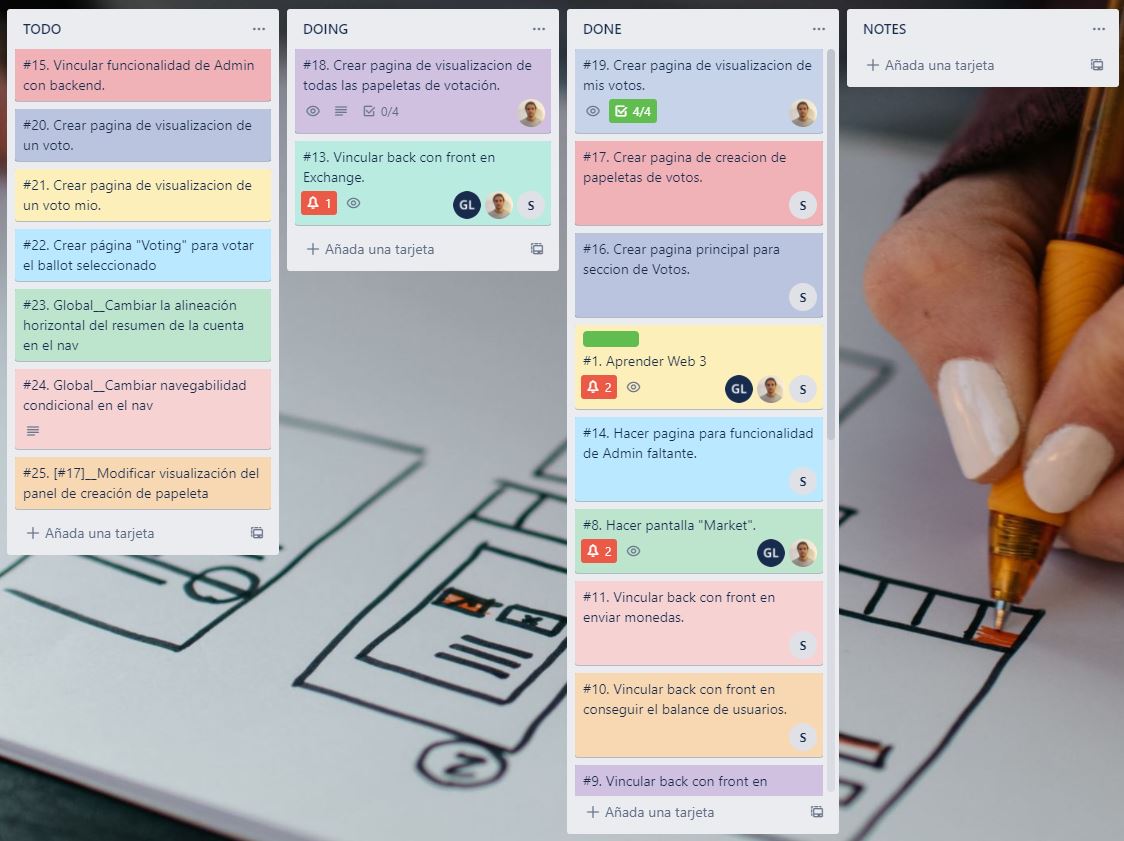 TODO
#15. Vincular funcionalidad de Admin
con backend.
#20. Crear pagina de visualizacion de
un voto.
#21. Crear pagina de visualizacion de
un voto mio.
#22. Crear página "Voting" para votar
el ballot seleccionado
#23. Global__Cambiar la alineación
horizontal del resumen de la cuenta
en el nav
#24. Global__Cambiar navegabilidad
condicional en el nav
#25. [#17]__Modificar visualización del
panel de creación de papeleta
Añada una tarjeta
DOING
#18. Crear pagina de visualizacion de
todas las papeletas de votación.
0/4
#13. Vincular back con front en
Exchange.
1
GL
S
Añada una tarjeta
DONE
#19. Crear pagina de visualizacion de
mis votos.
4/4
#17. Crear pagina de creacion de
papeletas de votos.
S
#16. Crear pagina principal para
seccion de Votos.
S
#1. Aprender Web 3
2
GL
S
#14. Hacer pagina para funcionalidad
de Admin faltante.
S
#8. Hacer pantalla "Market".
2
GL
#11. Vincular back con front en
enviar monedas.
S
#10. Vincular back con front en
conseguir el balance de usuarios.
S
#9. Vincular back con front en
Añada una tarjeta
NOTES
Añada una tarjeta